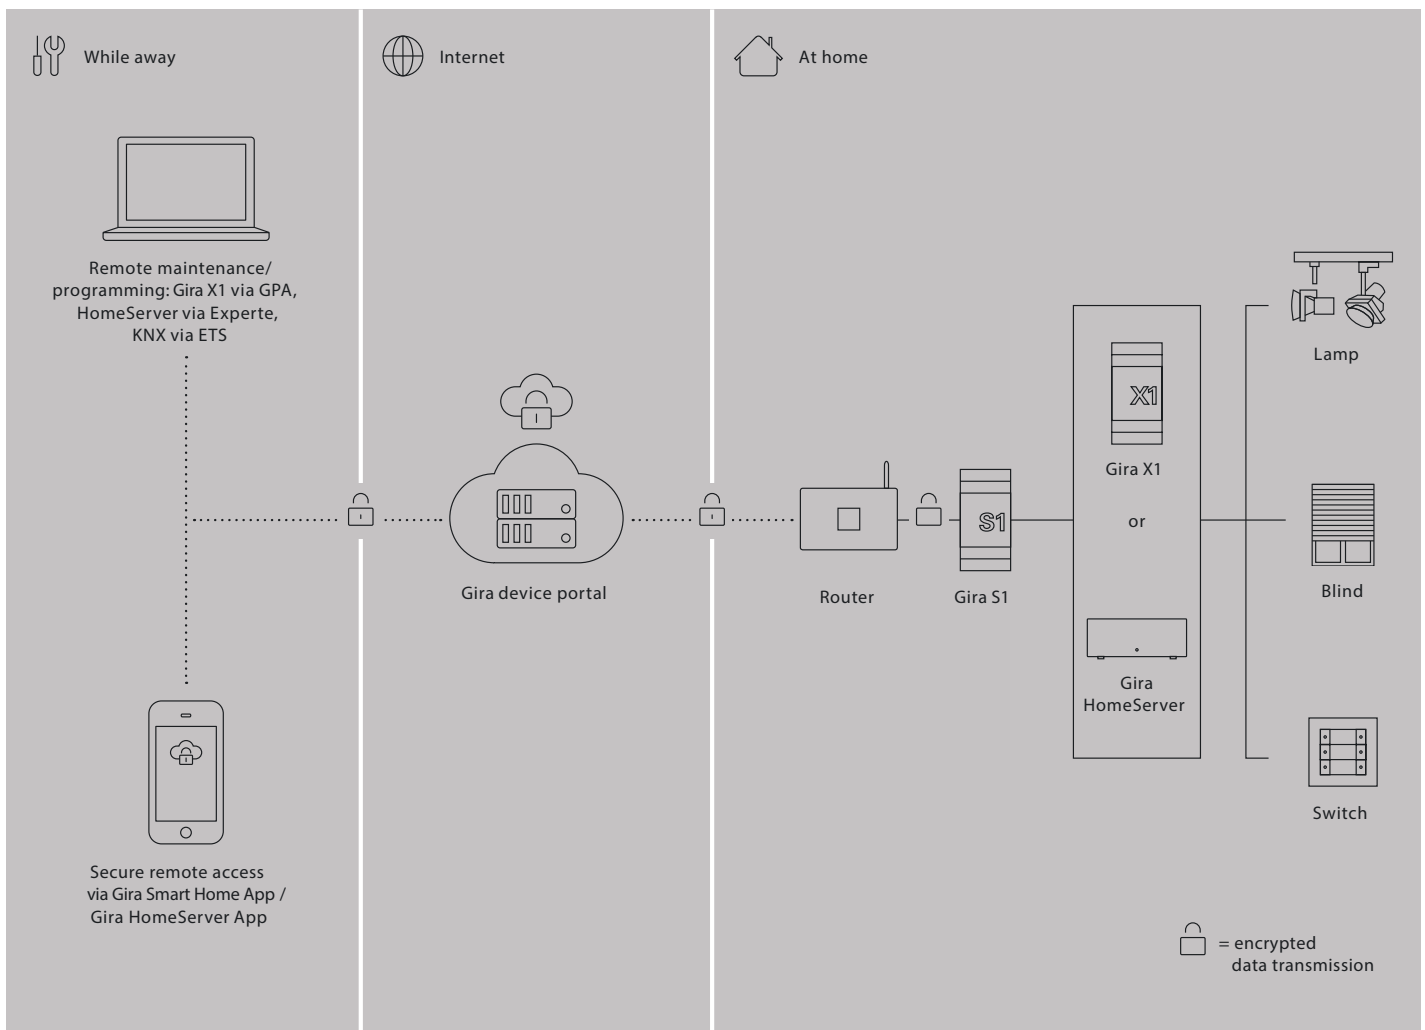 While away
Internet
At home
Remote maintenance/
programming: Gira X1 via GPA,
HomeServer via Experte,
KNX via ETS
Secure remote access
via Gira Smart Home App /
Gira HomeServer App
Gira device portal
Router
S1
Gira S1
X1
Gira X1
or
Gira
HomeServer
Lamp
Blind
Switch
= encrypted
data transmission